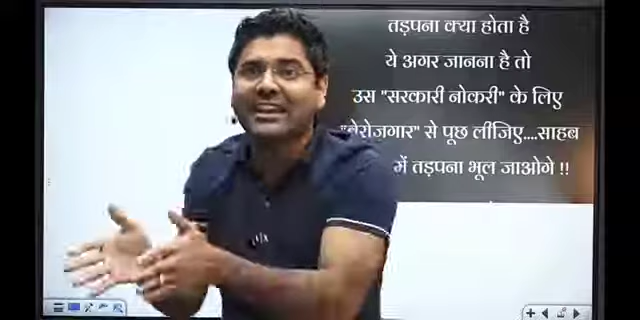 तड़पना क्या होता है
ये अगर जानना है तो
उस "सरकारी नोकरी" के लिए
"बेरोजगार" से पूछ लीजिए....साहब
में तड़पना भूल जाओगे !!